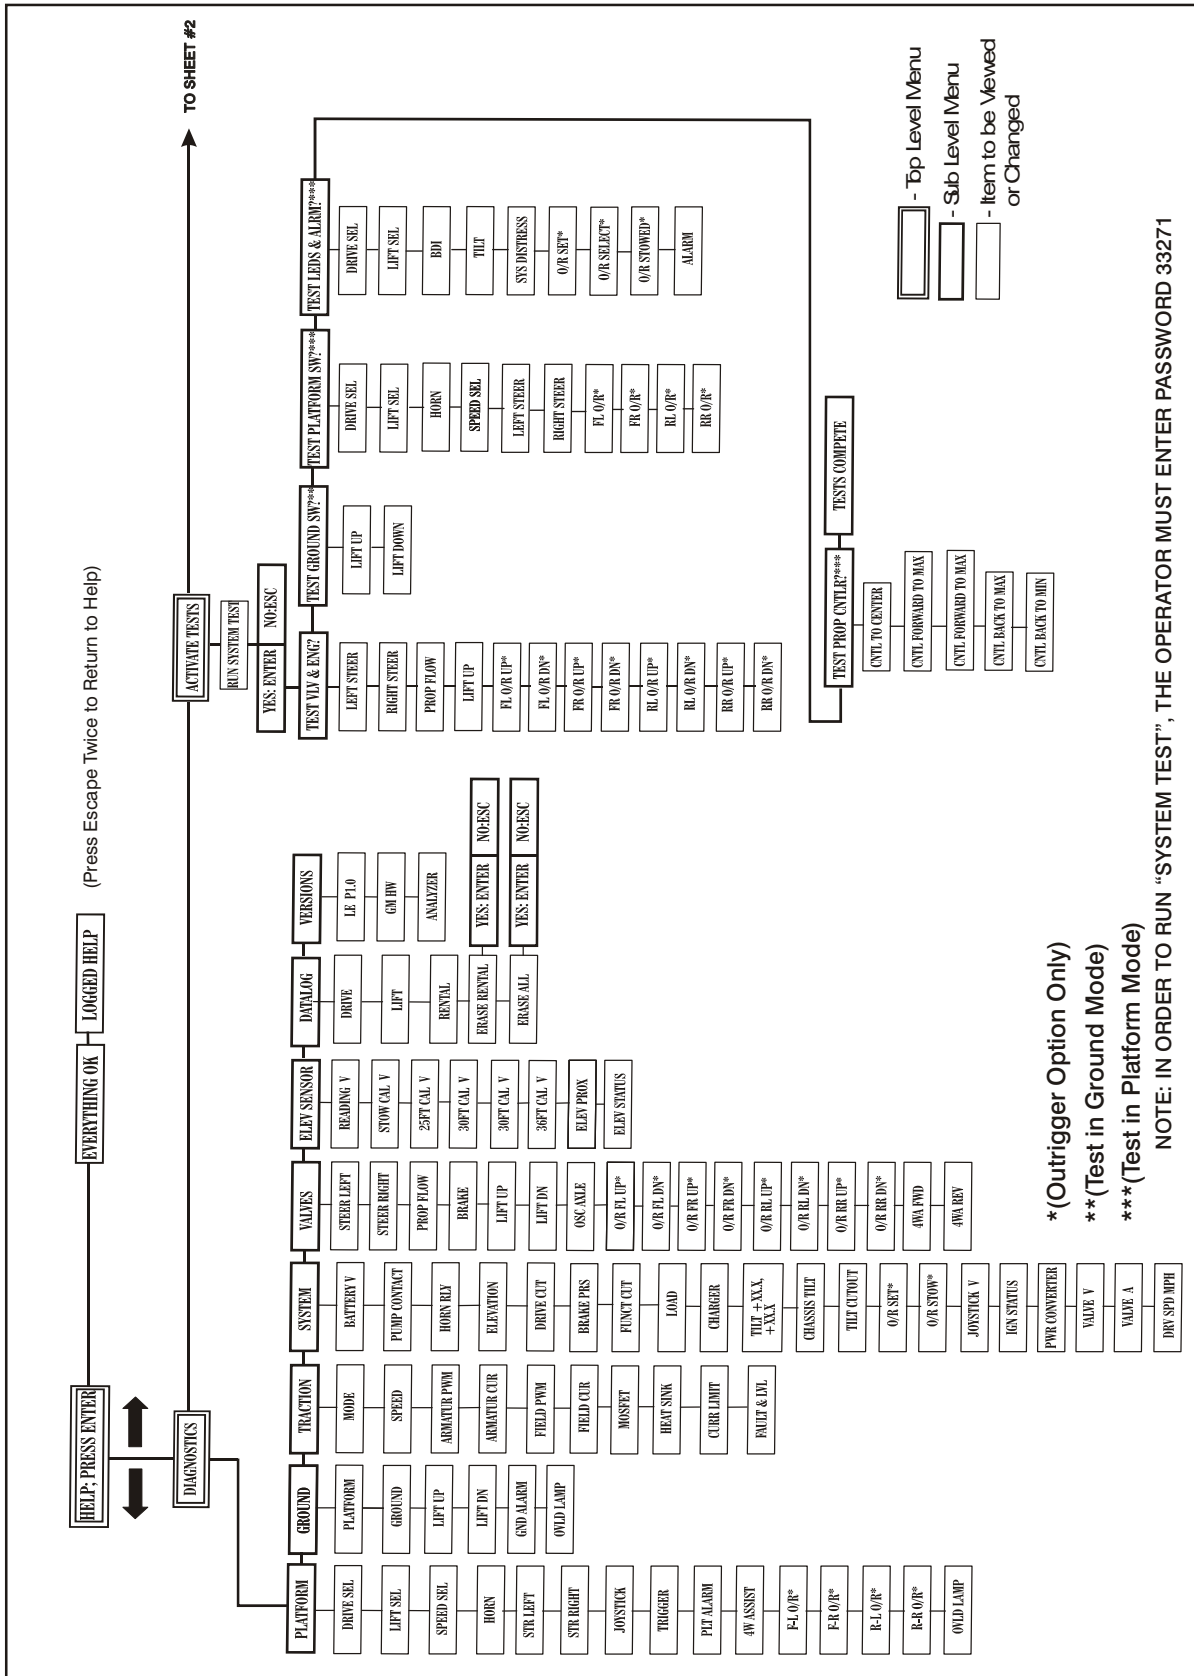 HELP; PRESS ENTER
EVERYTHING OK
LOGGED HELP
(Press Escape Twice to Return to Help)
DIAGNOSTICS
ACTIVATE TESTS
TO SHEET #2
RUN SYSTEM TEST
YES: ENTER
NO:ESC
PLATFORM
DRIVE SEL
LIFT SEL
SPEED SEL
HORN
STR LEFT
STR RIGHT
JOYSTICK
TRIGGER
PLT ALARM
4W ASSIST
F-L O/R*
F-R O/R*
R-L O/R*
R-R O/R*
OVLD LAMP
GROUND
PLATFORM
GROUND
LIFT UP
LIFT DN
GND ALARM
OVLD LAMP
TRACTION
MODE
SPEED
ARMATUR PWM
ARMATUR CUR
FIELD PWM
FIELD CUR
MOSFET
HEAT SINK
CURR LIMIT
FAULT & LVL
SYSTEM
BATTERY V
PUMP CONTACT
HORN RLY
ELEVATION
DRIVE CUT
BRAKE PRS
FUNCT CUT
LOAD
CHARGER
TILT + XX.X,
+ XX.X
CHASSIS TILT
TILT CUTOUT
O/R SET*
O/R STOW*
JOYSTICK V
IGN STATUS
PWR CONVERTER
VALVE V
VALVE A
DRV SPD MPH
VALVES
STEER LEFT
STEER RIGHT
PROP FLOW
BRAKE
LIFT UP
LIFT DN
OSC AXLE
O/R FL UP*
O/R FL DN*
O/R FR UP*
O/R FR DN*
O/R RL UP*
O/R RL DN*
O/R RR UP*
O/R RR DN*
4WA FWD
4WA REV
ELEV SENSOR
READING V
STOW CAL V
25FT CAL V
30FT CAL V
30FT CAL V
36FT CAL V
ELEV PROX
ELEV STATUS
DATALOG
DRIVE
LIFT
RENTAL
ERASE RENTAL
YES: ENTER
NO:ESC
ERASE ALL
YES: ENTER
NO:ESC
VERSIONS
LE P1.0
GM HW
ANALYZER
TEST VLV & ENG?
LEFT STEER
RIGHT STEER
PROP FLOW
LIFT UP
FL O/R UP*
FL O/R DN*
FR O/R UP*
FR O/R DN*
RL O/R UP*
RL O/R DN*
RR O/R UP*
RR O/R DN*
TEST GROUND SW?**
LIFT UP
LIFT DOWN
TEST PLATFORM SW?***
DRIVE SEL
LIFT SEL
HORN
SPEED SEL
LEFT STEER
RIGHT STEER
FL O/R*
FR O/R*
RL O/R*
RR O/R*
TEST LEDS & ALRM?***
DRIVE SEL
LIFT SEL
BDI
TILT
SYS DISTRESS
O/R SET*
O/R SELECT*
O/R STOWED*
ALARM
TEST PROP CNTLR?***
CNTL TO CENTER
CNTL FORWARD TO MAX
CNTL FORWARD TO MAX
CNTL BACK TO MAX
CNTL BACK TO MIN
TESTS COMPETE
- Top Level Menu
- Sub Level Menu
- Item to be Viewed
or Changed
*(Outrigger Option Only)
**(Test in Ground Mode)
***(Test in Platform Mode)
NOTE: IN ORDER TO RUN “SYSTEM TEST”, THE OPERATOR MUST ENTER PASSWORD 33271